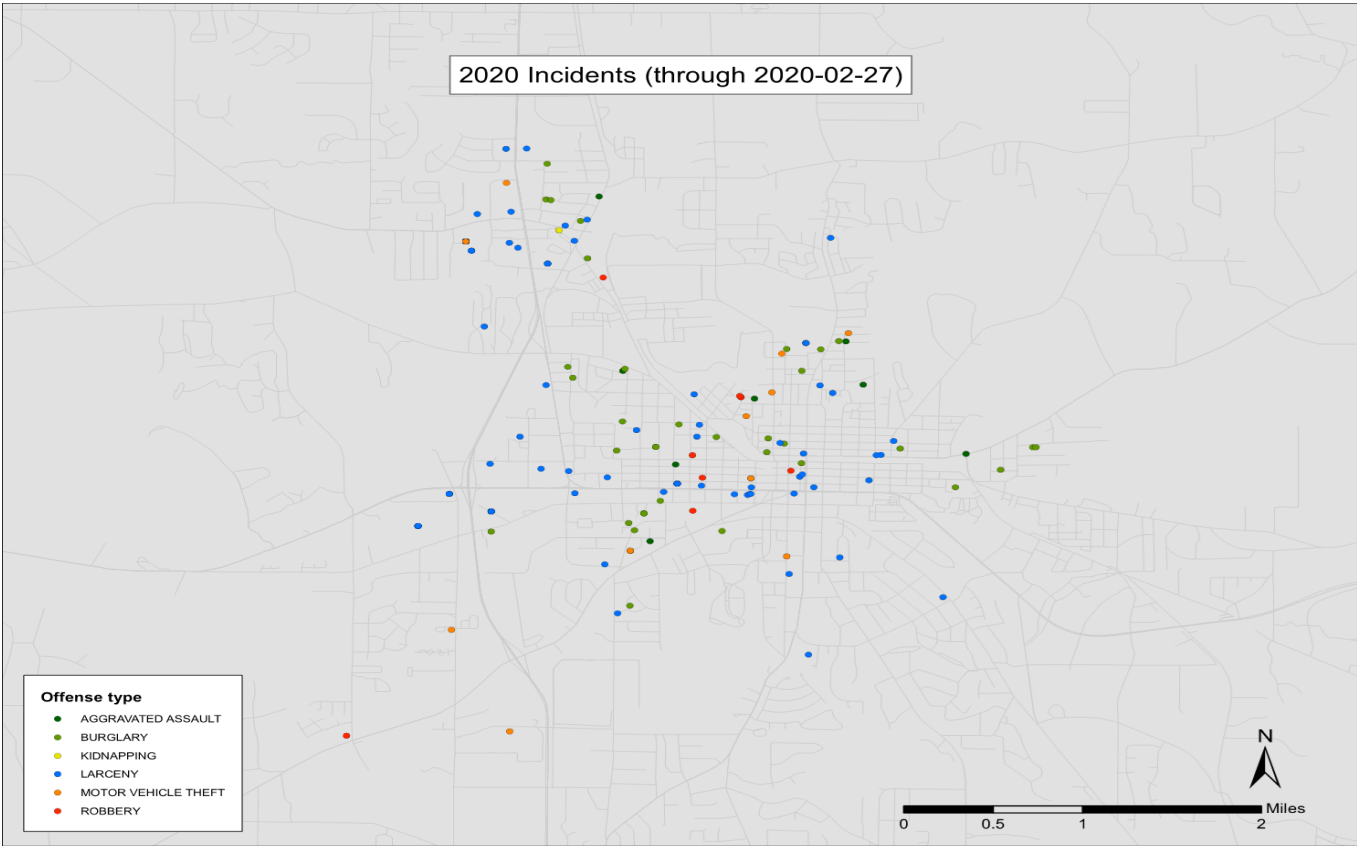 2020 Incidents (through 2020-02-27)
Offense type
AGGRAVATED ASSAULT
BURGLARY
KIDNAPPING
LARCENY
MOTOR VEHICLE THEFT
ROBBERY
N
Miles
0 0.5 1 2